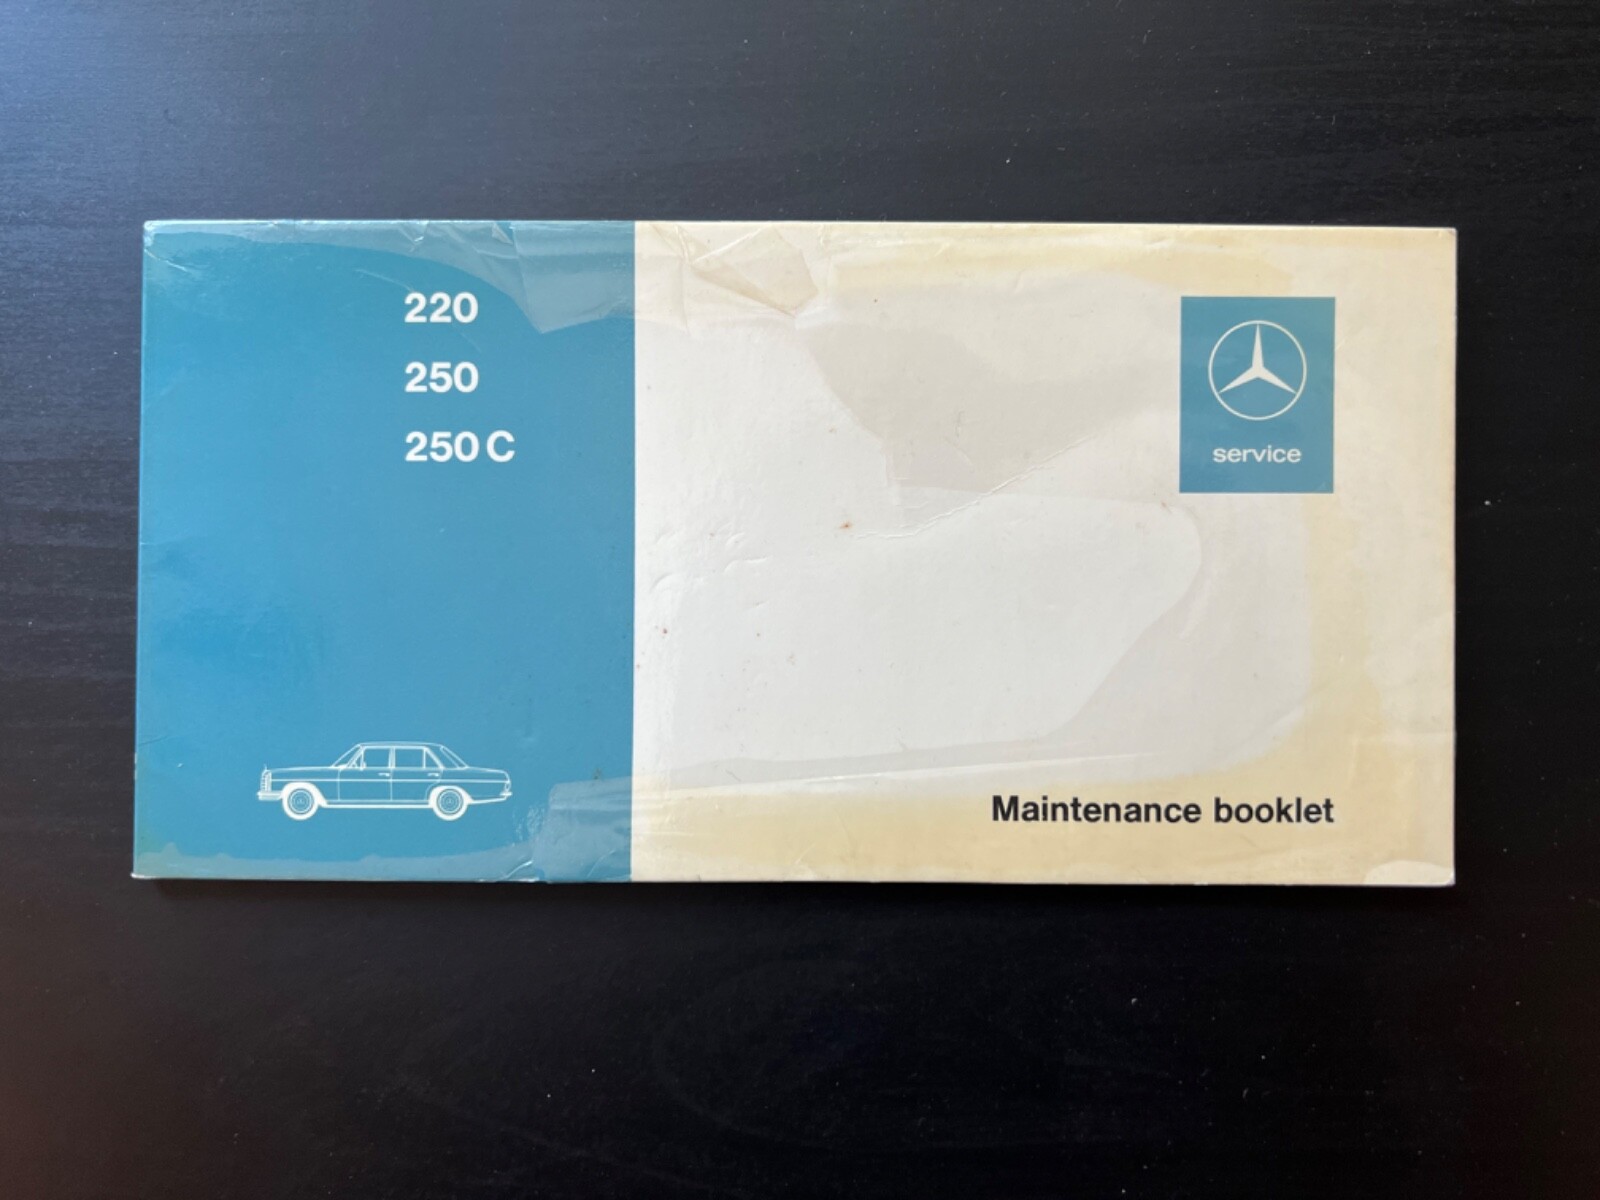 220
250
250 C
service
Maintenance booklet